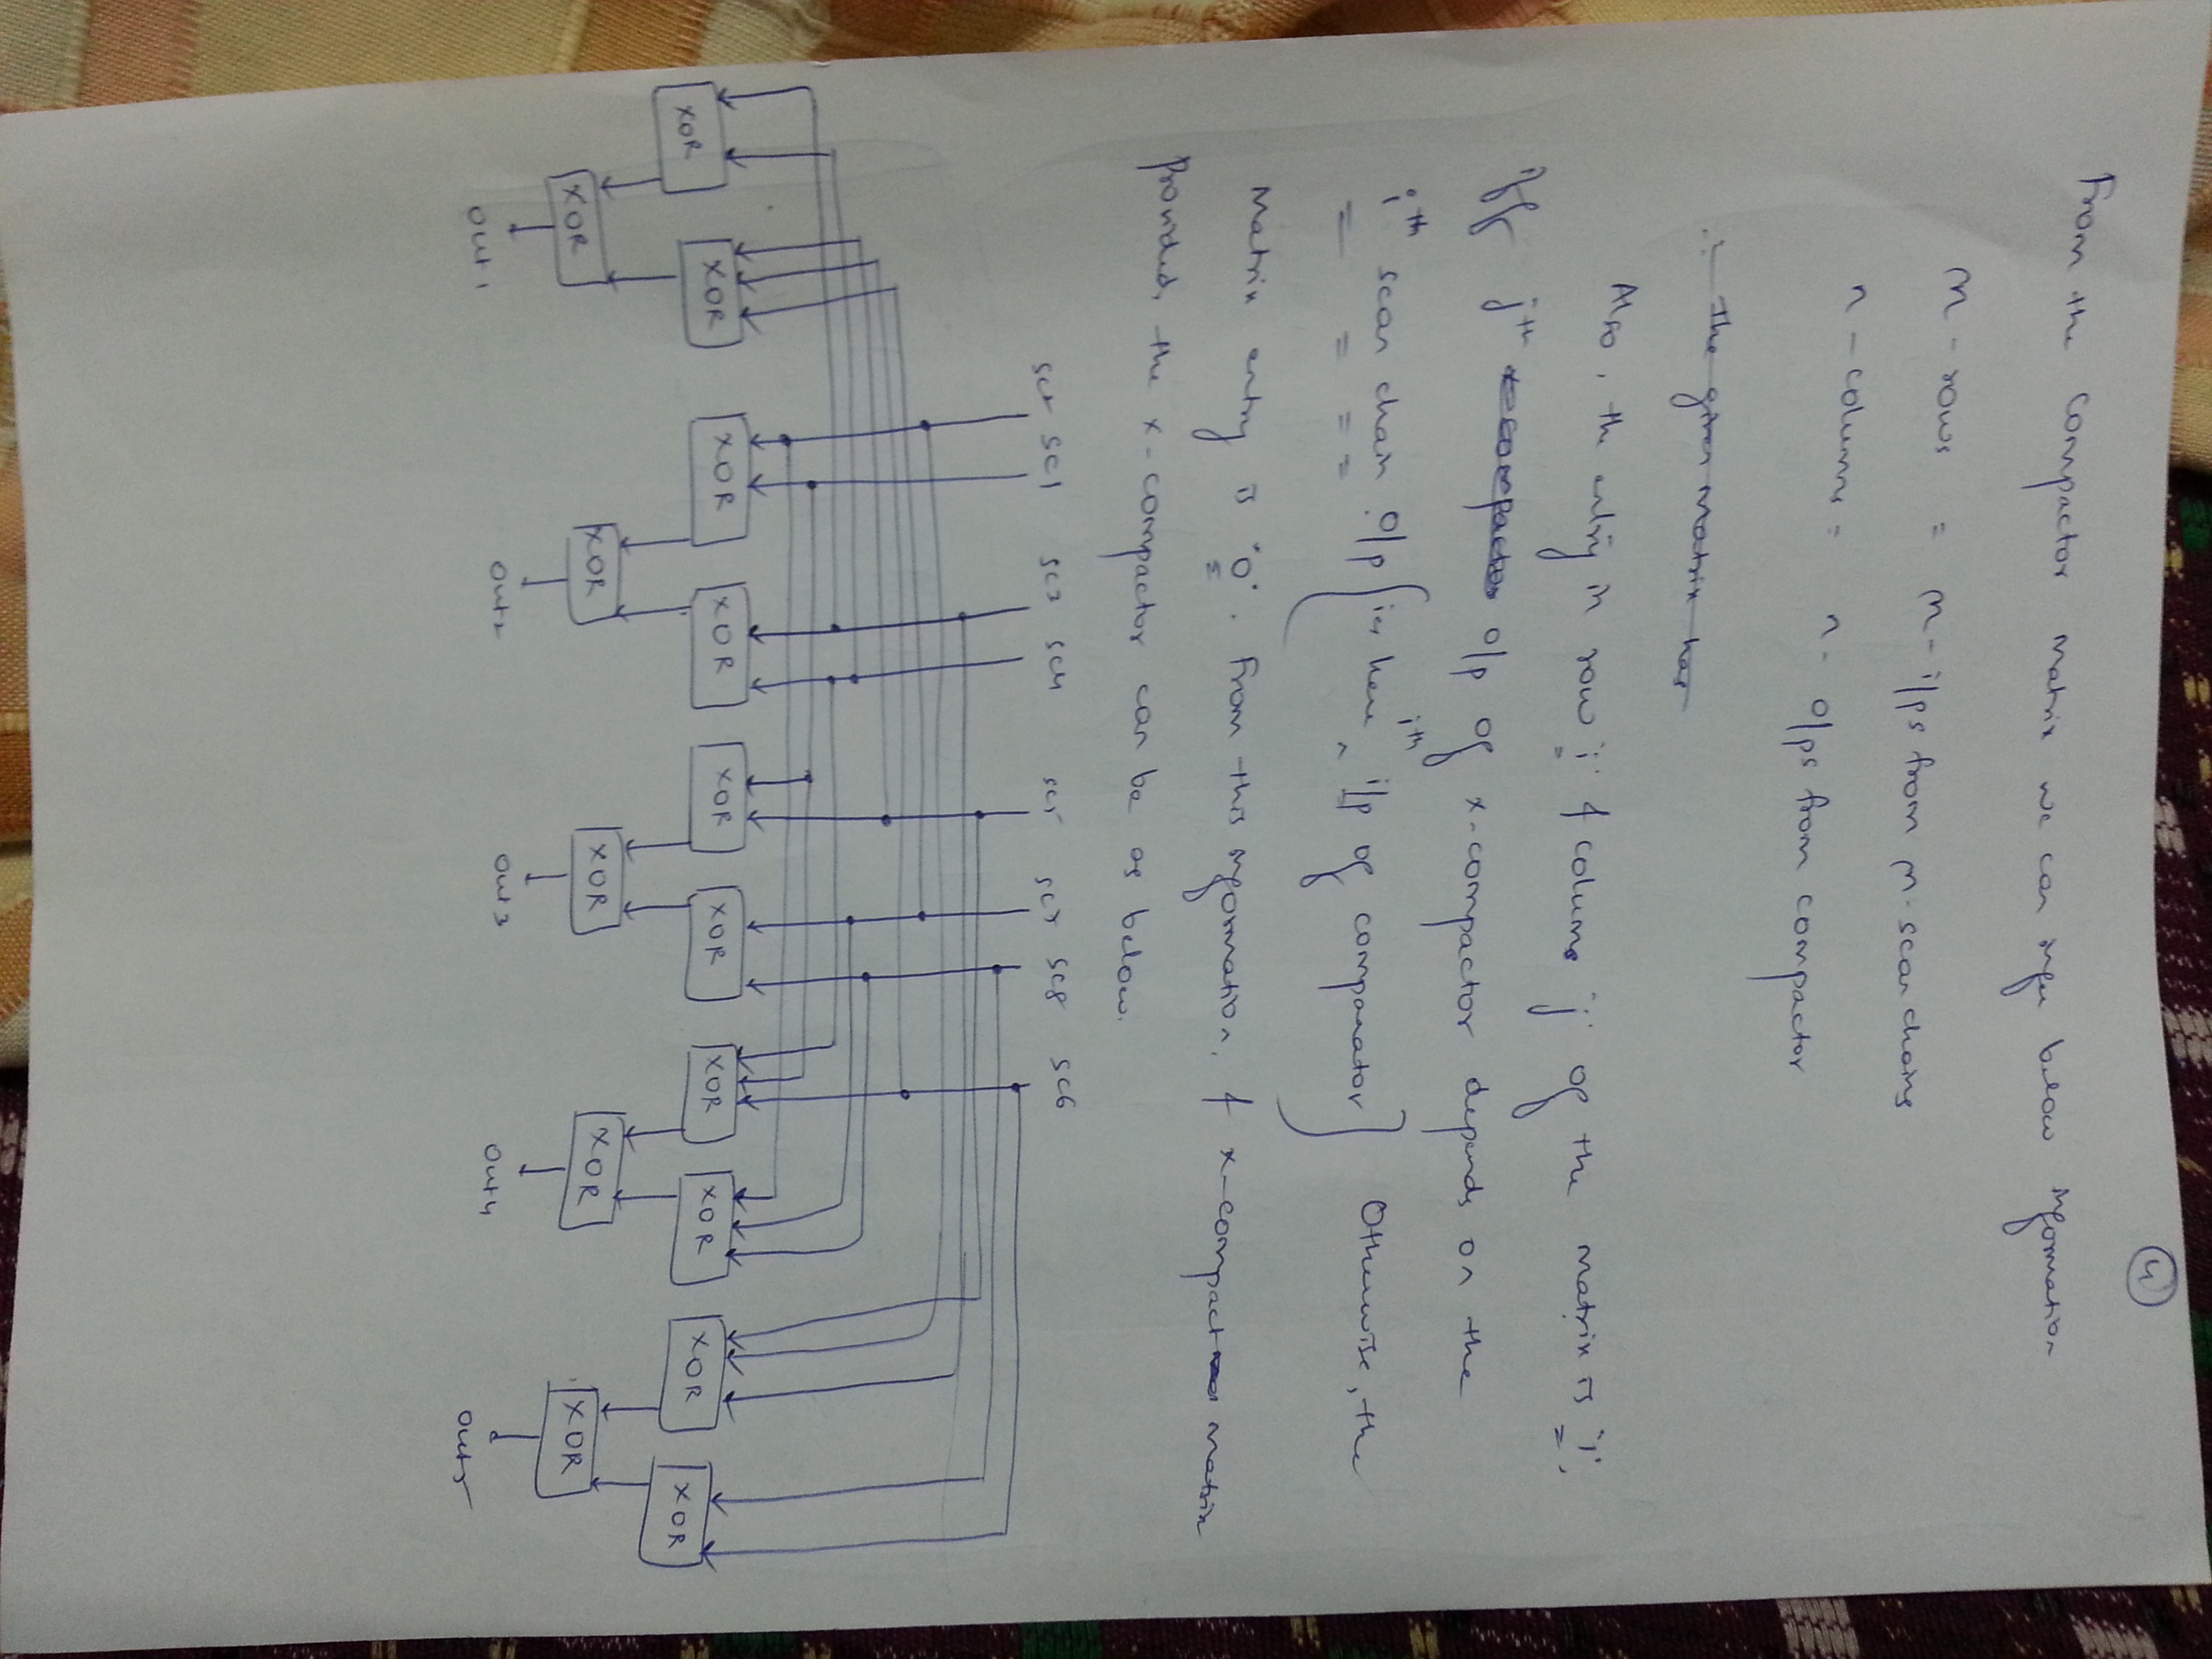 4
From the compactor matrix we can infer below information
m - rows = m - i/ps from m - scan chains
n - columns = n - o/ps from compactor
∴ the given matrix has
Also, the entry in row i & column j of the matrix is "1"
iff jth x-compactor o/p of x-compactor depends on the
ith scan chain o/p [i.e. here ith i/p of compactor] Otherwise, the
Matrix entry is "0". From this information, & x-compact matrix
provided, the x-compactor can be as below.
SC2 SC1 SC3 SC4 SC5 SC7 SC8 SC6
XOR XOR XOR XOR XOR XOR XOR XOR XOR XOR
XOR XOR XOR XOR XOR
Out1 Out2 Out3 Out4 Out5